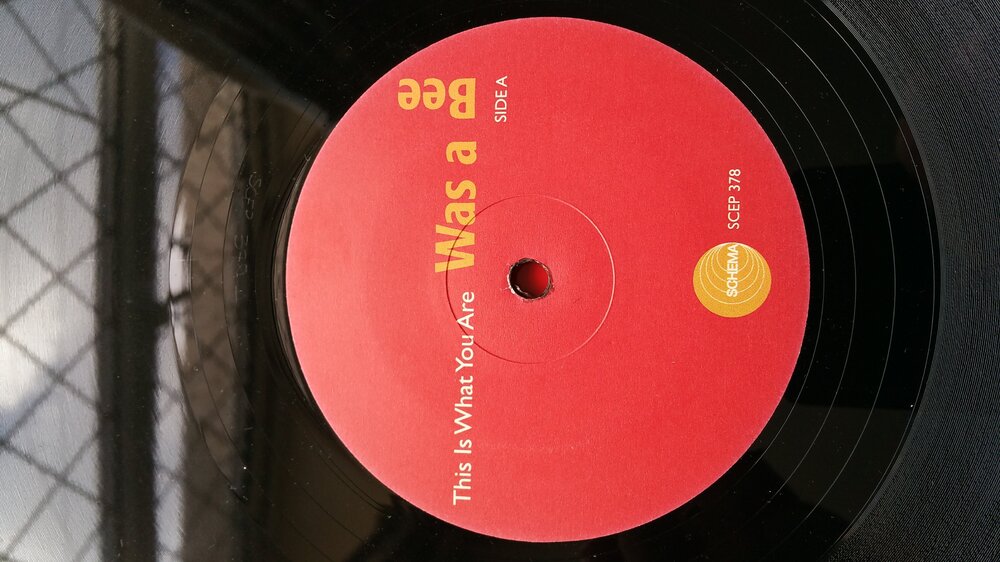 This Is What You Are Was a Bee
SIDE A
SCHEMA SCEP 378